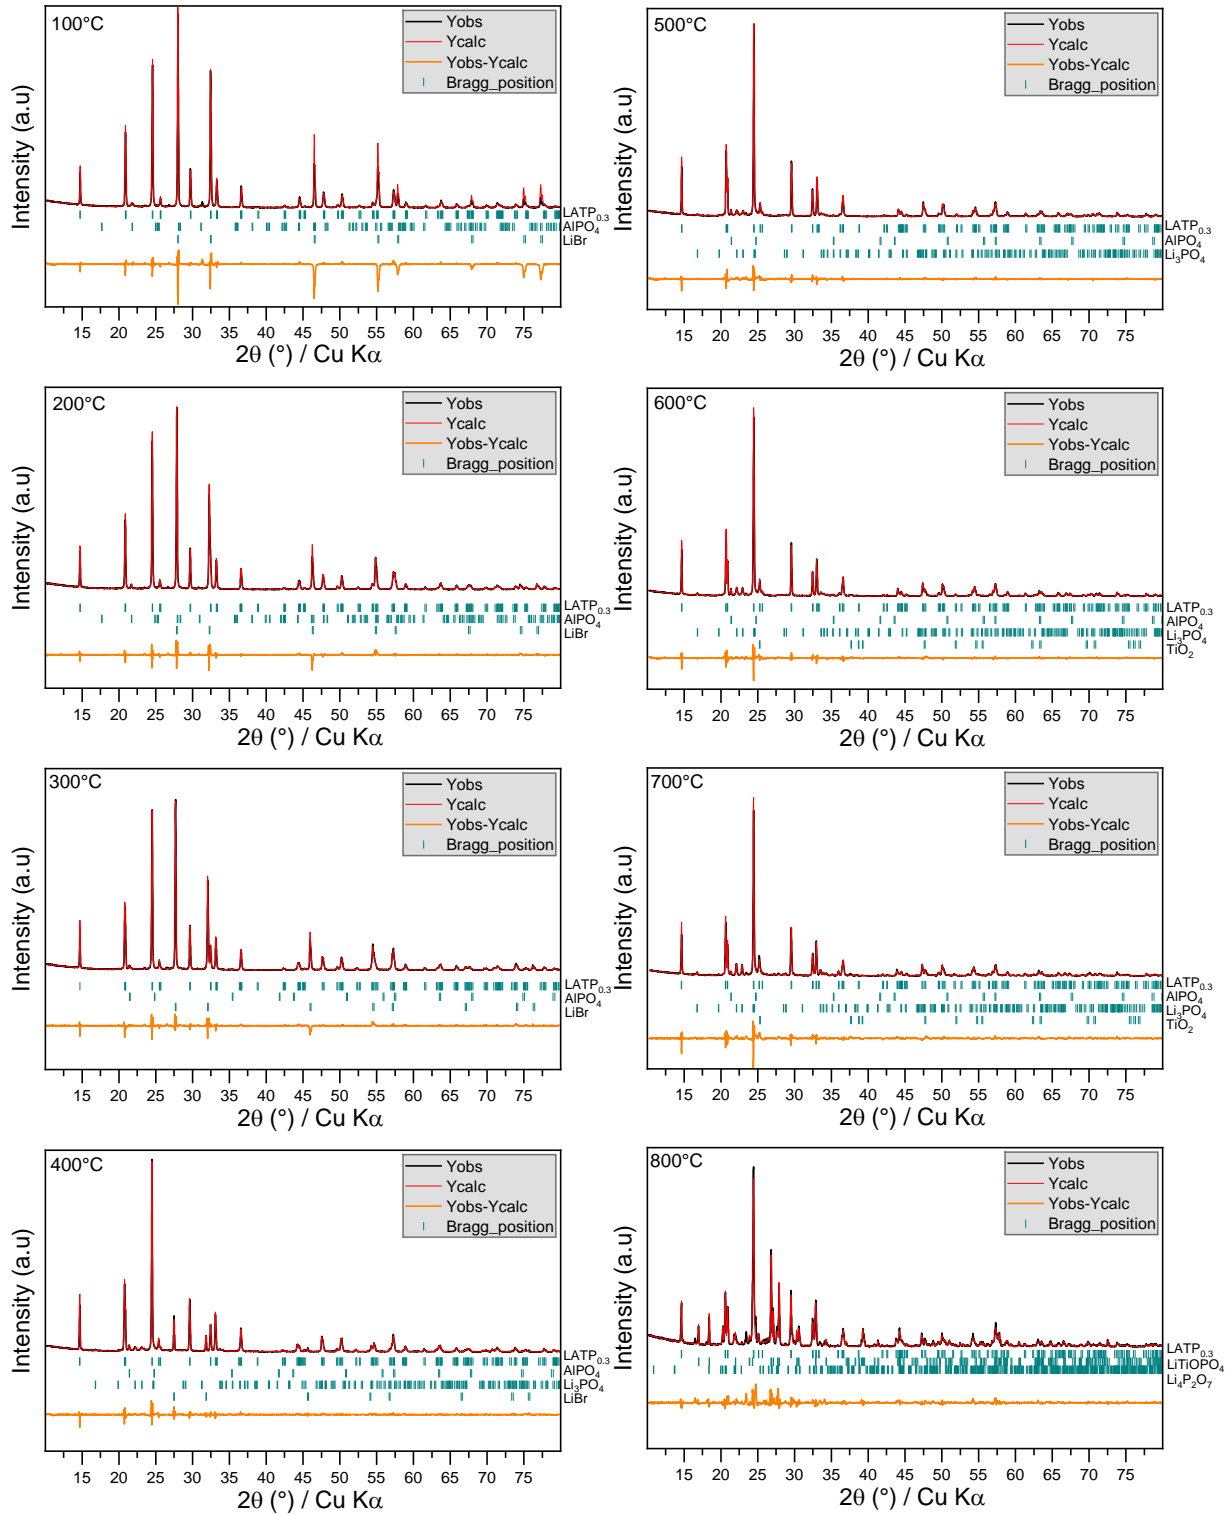 100°C
Yobs
Ycalc
Yobs-Ycalc
Bragg_position
Intensity (a.u)
LATP0.3
AlPO4
LiBr
15 20 25 30 35 40 45 50 55 60 65 70 75
2θ (°) / Cu Kα
500°C
Yobs
Ycalc
Yobs-Ycalc
Bragg_position
Intensity (a.u)
LATP0.3
AlPO4
Li3PO4
15 20 25 30 35 40 45 50 55 60 65 70 75
2θ (°) / Cu Kα
200°C
Yobs
Ycalc
Yobs-Ycalc
Bragg_position
Intensity (a.u)
LATP0.3
AlPO4
LiBr
15 20 25 30 35 40 45 50 55 60 65 70 75
2θ (°) / Cu Kα
600°C
Yobs
Ycalc
Yobs-Ycalc
Bragg_position
Intensity (a.u)
LATP0.3
AlPO4
Li3PO4
TiO2
15 20 25 30 35 40 45 50 55 60 65 70 75
2θ (°) / Cu Kα
300°C
Yobs
Ycalc
Yobs-Ycalc
Bragg_position
Intensity (a.u)
LATP0.3
AlPO4
LiBr
15 20 25 30 35 40 45 50 55 60 65 70 75
2θ (°) / Cu Kα
700°C
Yobs
Ycalc
Yobs-Ycalc
Bragg_position
Intensity (a.u)
LATP0.3
AlPO4
Li3PO4
TiO2
15 20 25 30 35 40 45 50 55 60 65 70 75
2θ (°) / Cu Kα
400°C
Yobs
Ycalc
Yobs-Ycalc
Bragg_position
Intensity (a.u)
LATP0.3
AlPO4
Li3PO4
LiBr
15 20 25 30 35 40 45 50 55 60 65 70 75
2θ (°) / Cu Kα
800°C
Yobs
Ycalc
Yobs-Ycalc
Bragg_position
Intensity (a.u)
LATP0.3
LiTiOPO4
Li4P2O7
15 20 25 30 35 40 45 50 55 60 65 70 75
2θ (°) / Cu Kα